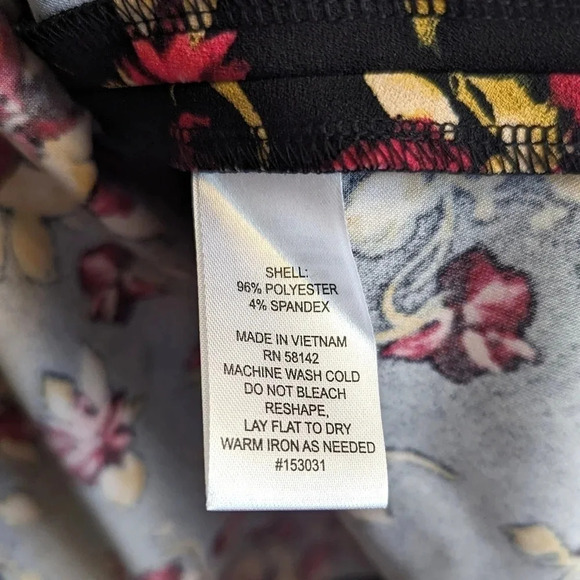 SHELL:
96% POLYESTER
4% SPANDEX
MADE IN VIETNAM
RN 58142
MACHINE WASH COLD
DO NOT BLEACH
RESHAPE,
LAY FLAT TO DRY
WARM IRON AS NEEDED
#153031